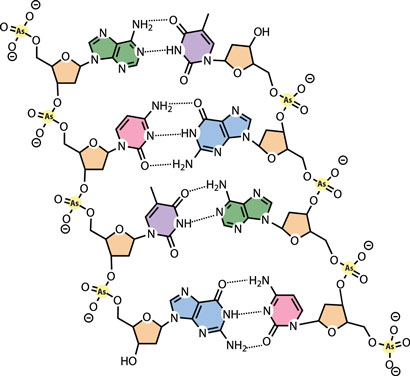 NH₂ O OH
⊖ O
O As O O N N HN O ⊖
O N N N O O
⊖ O O O As O
O
⊖ O NH₂ O N ⊖
O As O O N HN N O
O N N N O
⊖ O O H₂N O O
O As O
⊖ O O H₂N N O ⊖
O As O O NH N N O
O N N N O
⊖ O O O O
O As O
⊖ O O N H₂N O ⊖
O As O O N NH N O
O N N N O
⊖ O NH₂ O O O As O
HO O ⊖